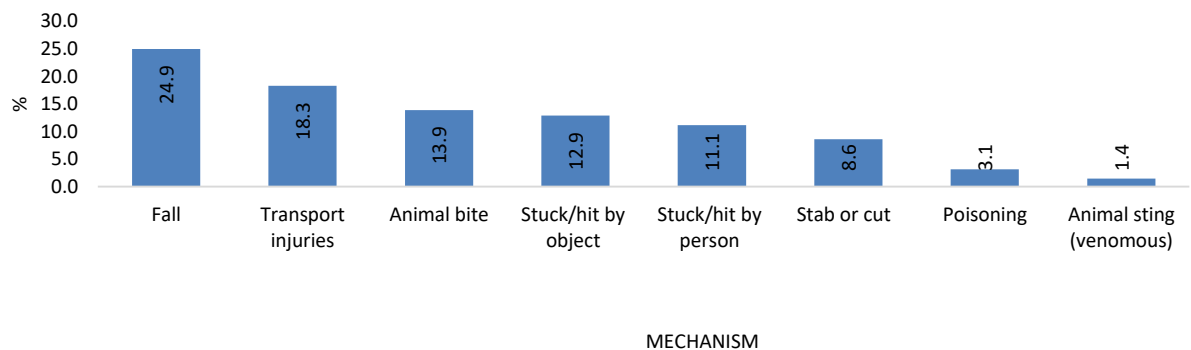 30.0
25.0
20.0
15.0
10.0
5.0
0.0
%
24.9
18.3
13.9
12.9
11.1
8.6
3.1
1.4
Fall
Transport
injuries
Animal bite
Stuck/hit by
object
Stuck/hit by
person
Stab or cut
Poisoning
Animal sting
(venomous)
MECHANISM